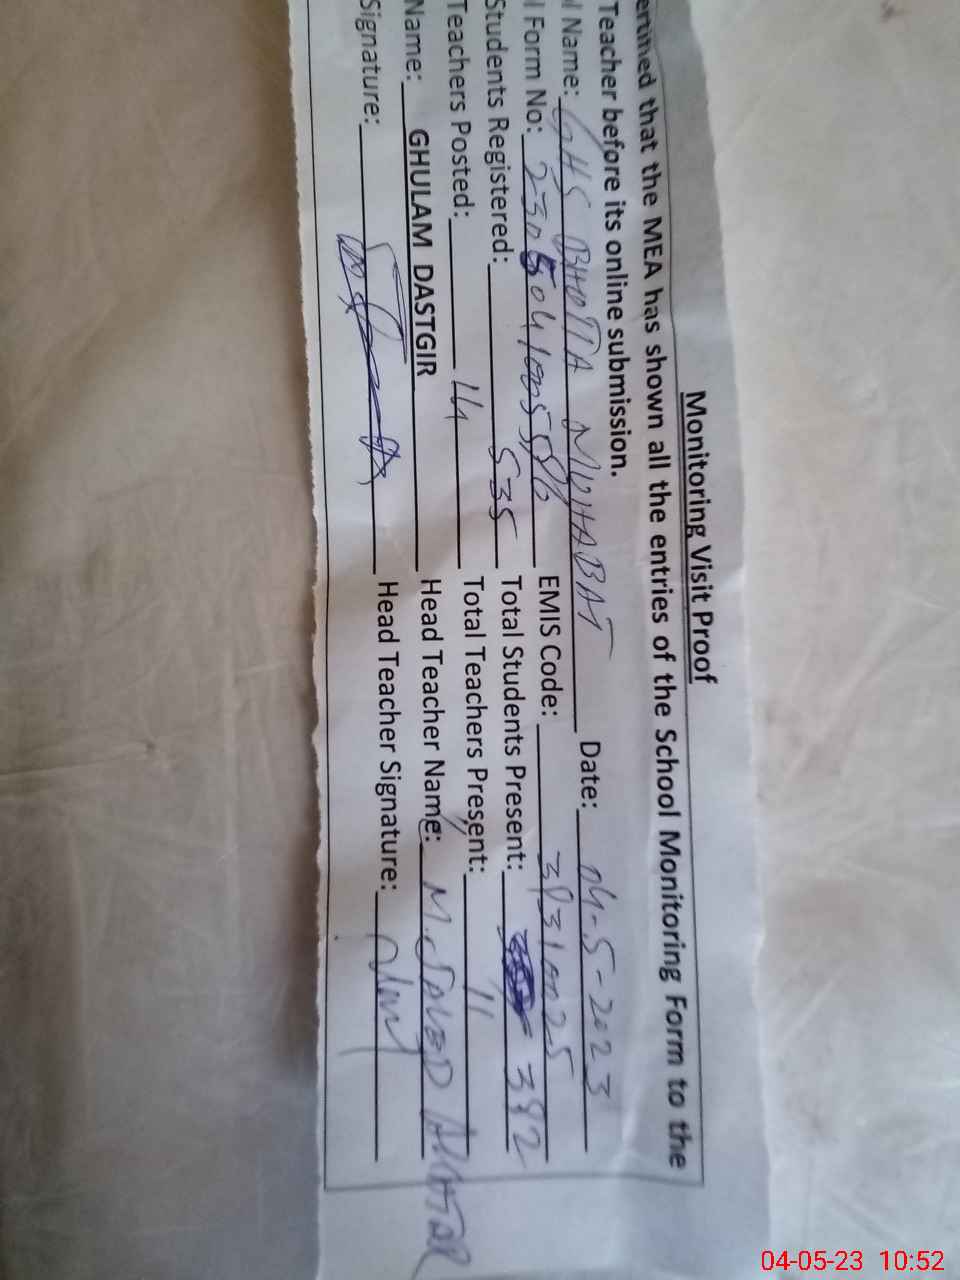 Monitoring Visit Proof
ertified that the MEA has shown all the entries of the School Monitoring Form to the
Teacher before its online submission.
l Name: GHS BHOTTA MUHABAT Date: 04-5-2023
l Form No: EMIS Code: 38310025
Students Registered: 535 Total Students Present: 382
Teachers Posted: 14 Total Teachers Present: 11
Name: GHULAM DASTGIR Head Teacher Name: M. JAVED AKHTAR
Signature: Head Teacher Signature:
04-05-23 10:52